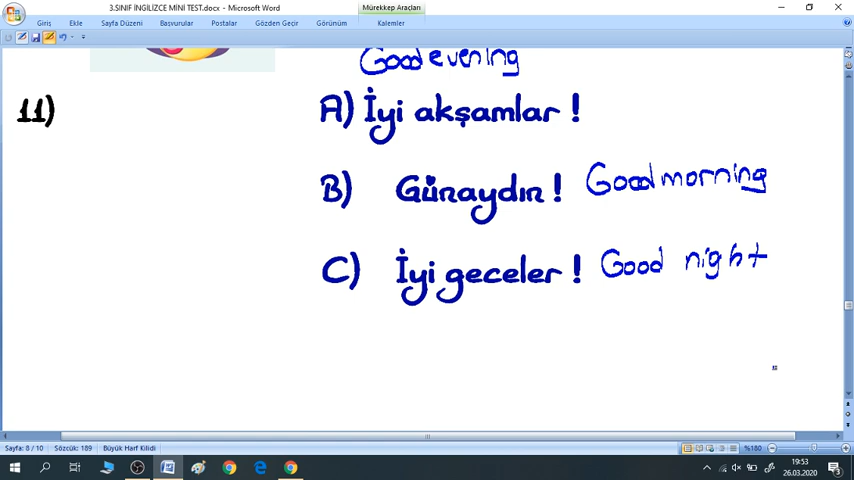 3.SINIF İNGİLİZCE MİNİ TEST.docx - Microsoft Word
Mürekkep Araçları
Giriş Ekle Sayfa Düzeni Başvurular Postalar Gözden Geçir Görünüm Kalemler
Good evening
11) A) İyi akşamlar !
B) Günaydın ! Good morning
C) İyi geceler ! Good night
Sayfa: 8 / 10 Sözcük: 189 Büyük Harf Kilidi %180
19:53
26.03.2020
3